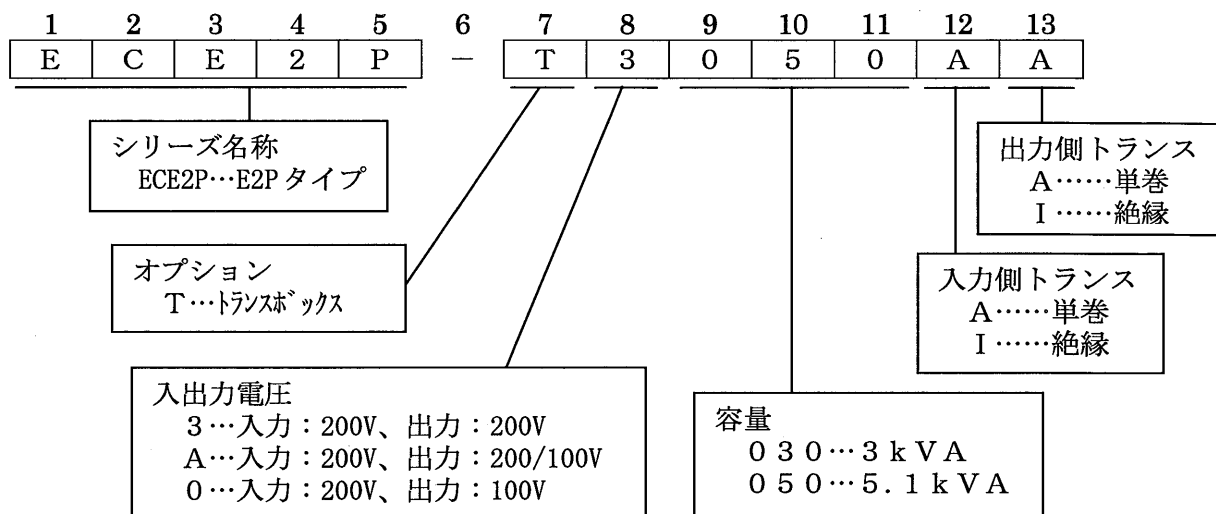 1 2 3 4 5 6 7 8 9 10 11 12 13
E C E 2 P － T 3 0 5 0 A A
シリーズ名称
ECE2P…E2Pタイプ
出力側トランス
A……単巻
I……絶縁
オプション
T…トランスボックス
入力側トランス
A……単巻
I……絶縁
入出力電圧
3…入力：200V、出力：200V
A…入力：200V、出力：200/100V
0…入力：200V、出力：100V
容量
030…3kVA
050…5.1kVA